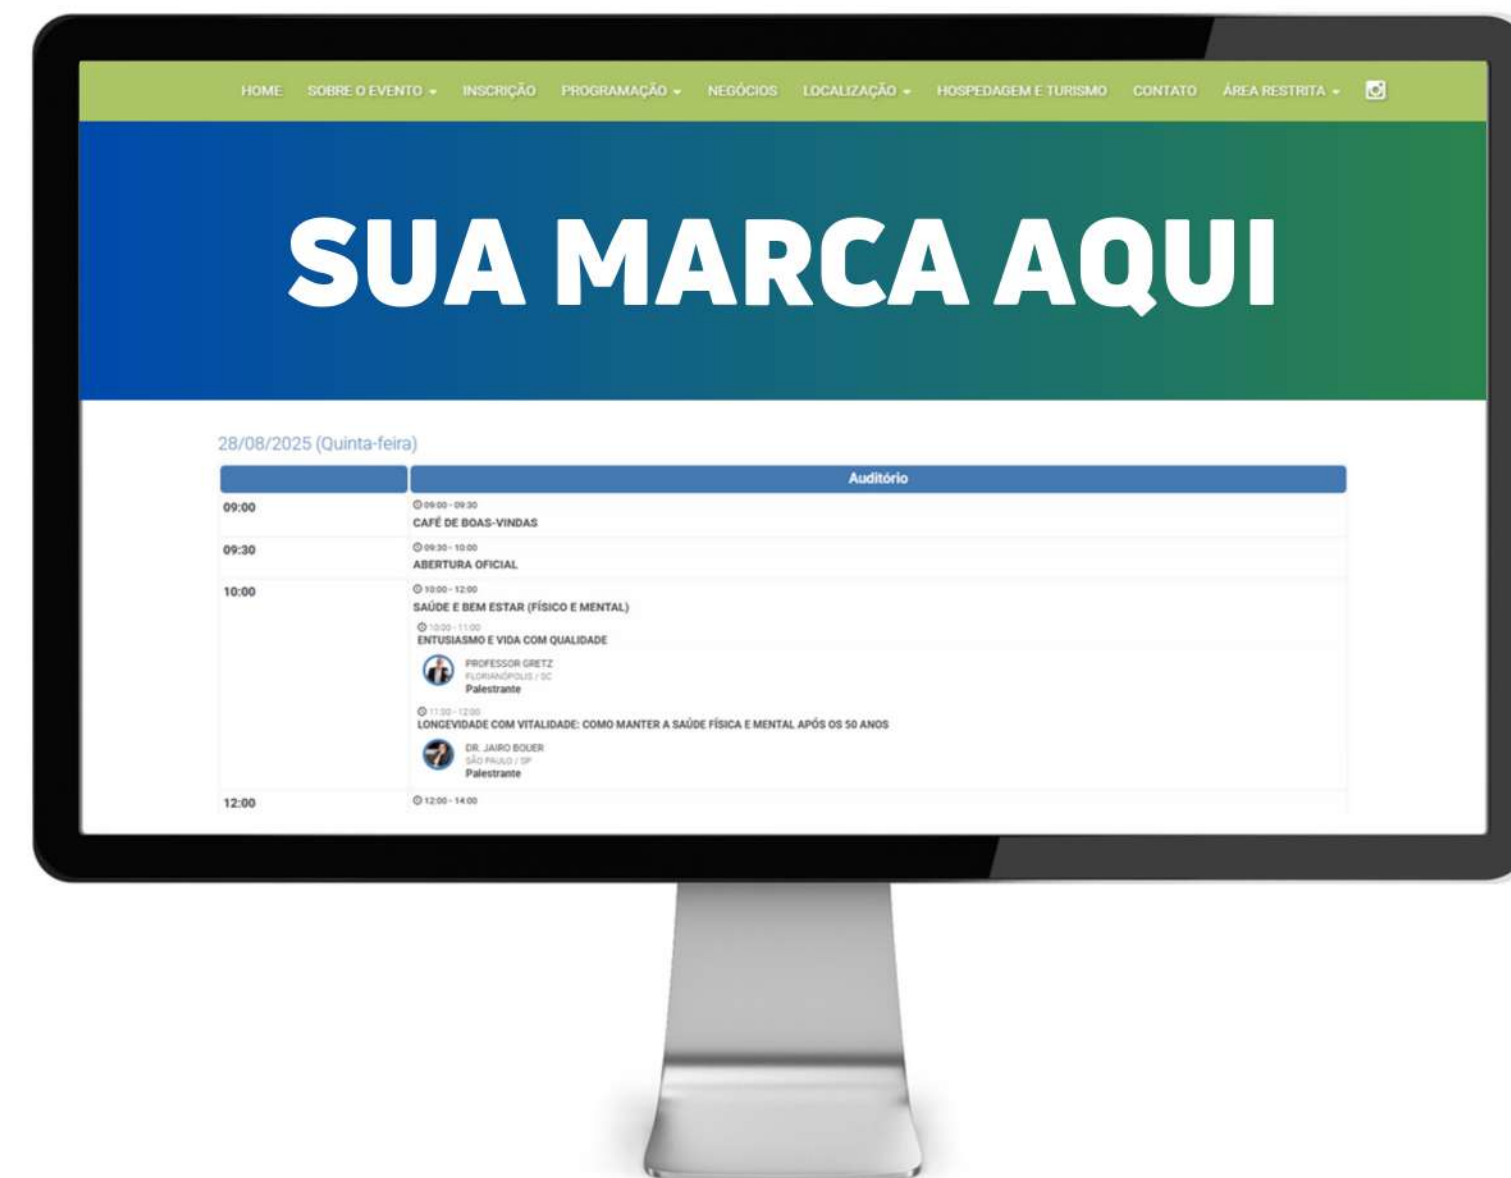 HOME SOBRE O EVENTO INSCRIÇÃO PROGRAMAÇÃO NEGÓCIOS LOCALIZAÇÃO HOSPEDAGEM E TURISMO CONTATO ÁREA RESTRITA
SUA MARCA AQUI
28/08/2025 (Quinta-feira)
Auditório
09:00
09:00 - 09:30
CAFÉ DE BOAS-VINDAS
09:30
09:30 - 10:00
ABERTURA OFICIAL
10:00
10:00 - 12:00
SAÚDE E BEM ESTAR (FÍSICO E MENTAL)
10:00 - 11:00
ENTUSIASMO E VIDA COM QUALIDADE
PROFESSOR GRETZ
FLORIANÓPOLIS / SC
Palestrante
11:00 - 12:00
LONGEVIDADE COM VITALIDADE: COMO MANTER A SAÚDE FÍSICA E MENTAL APÓS OS 50 ANOS
DR. JAIRO BOUER
SÃO PAULO / SP
Palestrante
12:00
12:00 - 14:00